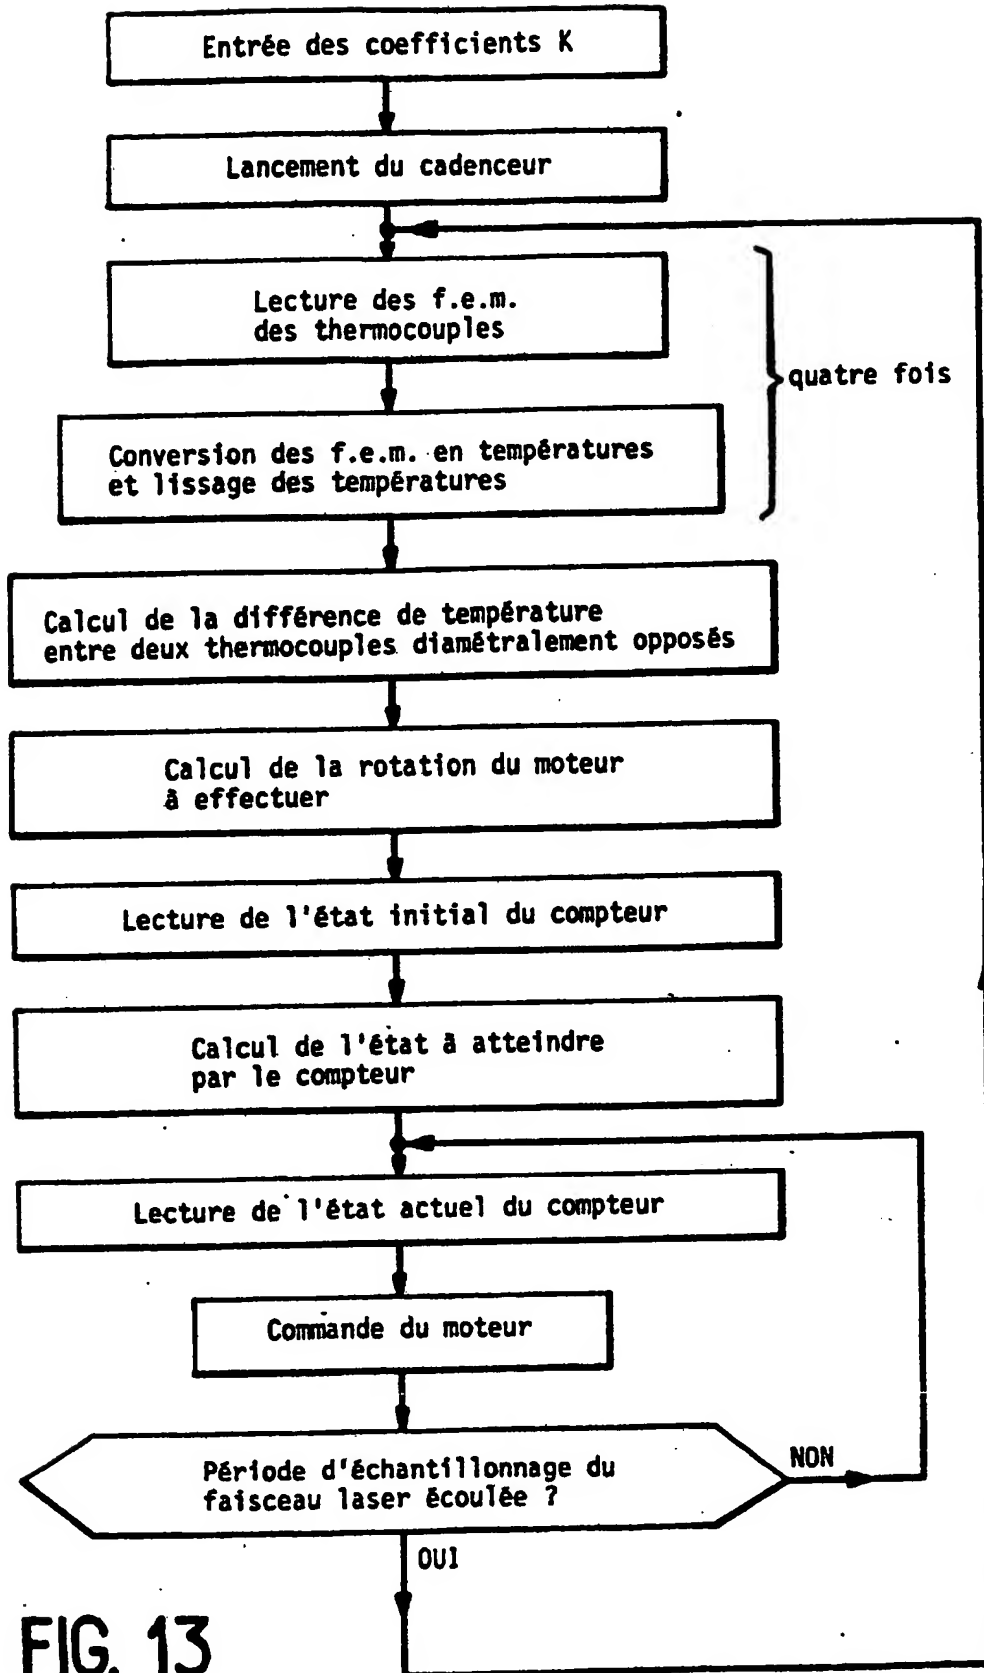 Entrée des coefficients K
Lancement du cadenceur
Lecture des f.e.m.
des thermocouples
quatre fois
Conversion des f.e.m. en températures
et lissage des températures
Calcul de la différence de température
entre deux thermocouples diamétralement opposés
Calcul de la rotation du moteur
à effectuer
Lecture de l'état initial du compteur
Calcul de l'état à atteindre
par le compteur
Lecture de l'état actuel du compteur
Commande du moteur
Période d'échantillonnage du
faisceau laser écoulée ?
NON
OUI
FIG. 13